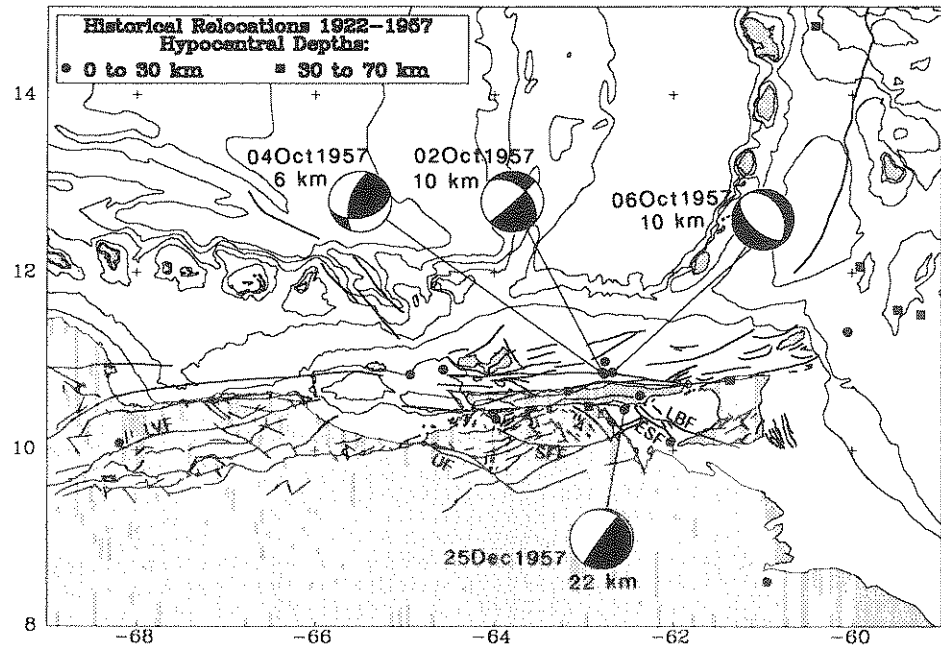 Historical Relocations 1922-1957
Hypocentral Depths:
0 to 30 km
30 to 70 km
14
04Oct1957
6 km
02Oct1957
10 km
06Oct1957
10 km
12
10
LVF
UF
SFF
ESF
LBF
25Dec1957
22 km
8
-68
-66
-64
-62
-60